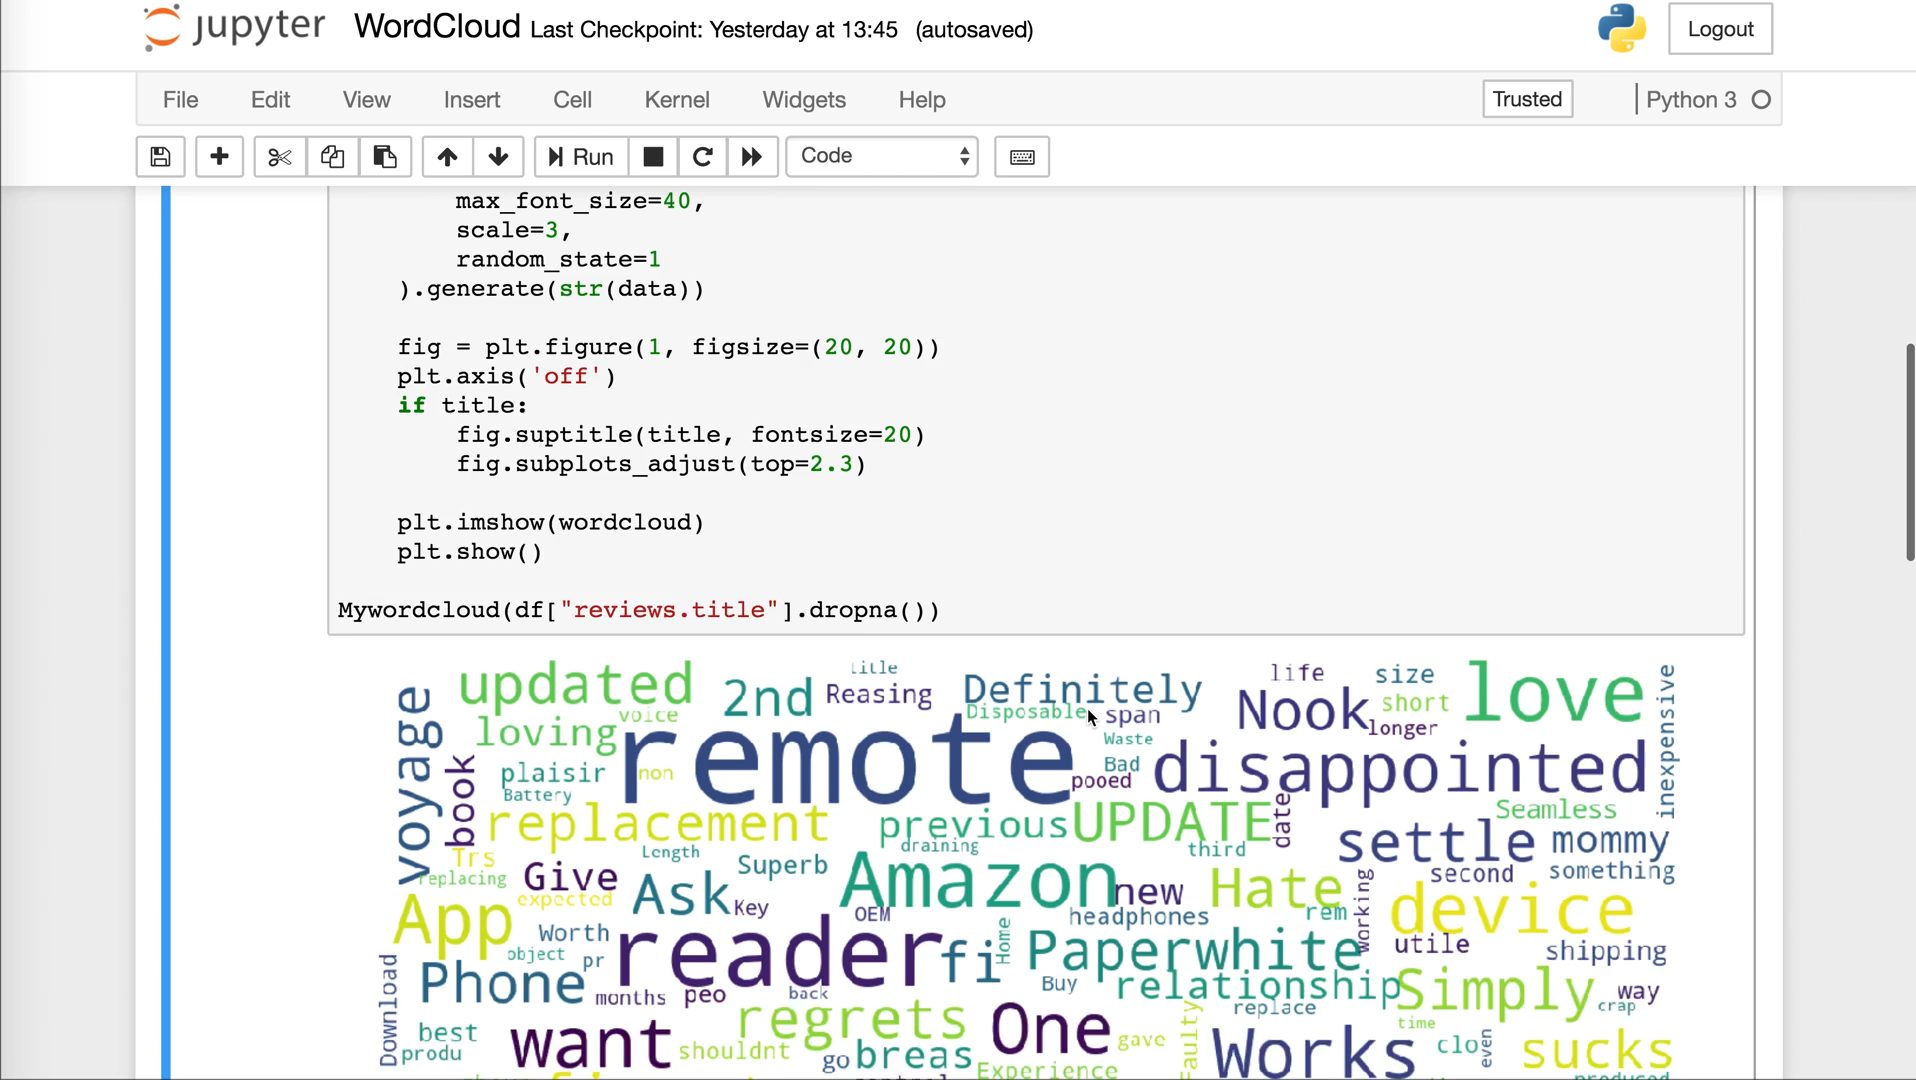 jupyter WordCloud Last Checkpoint: Yesterday at 13:45 (autosaved) Logout
File Edit View Insert Cell Kernel Widgets Help Trusted Python 3
Run Code
max_font_size=40,
scale=3,
random_state=1
).generate(str(data))
fig = plt.figure(1, figsize=(20, 20))
plt.axis('off')
if title:
fig.suptitle(title, fontsize=20)
fig.subplots_adjust(top=2.3)
plt.imshow(wordcloud)
plt.show()
Mywordcloud(df["reviews.title"].dropna())
title
life
size
updated
2nd
Reasing
Definitely
Nook
short
love
inexpensive
voyage
voice
Disposable
span
longer
loving
remote
Waste
disappointed
book
plaisir
non
Bad
pooed
Battery
replacement
previous
UPDATE
date
Seamless
draining
third
settle
mommy
Trs
Length
Superb
replacing
Give
Amazon
second
something
expected
Ask
Key
new
Hate
working
device
App
OEM
headphones
rem
Worth
reader
fi
Home
Paperwhite
utile
shipping
object
pr
Download
Phone
months
peo
back
Buy
relationship
Simply
way
replace
crap
best
want
regrets
One
time
produ
shouldnt
go
breas
gave
Faulty
Works
clo
even
sucks
Experience
produced